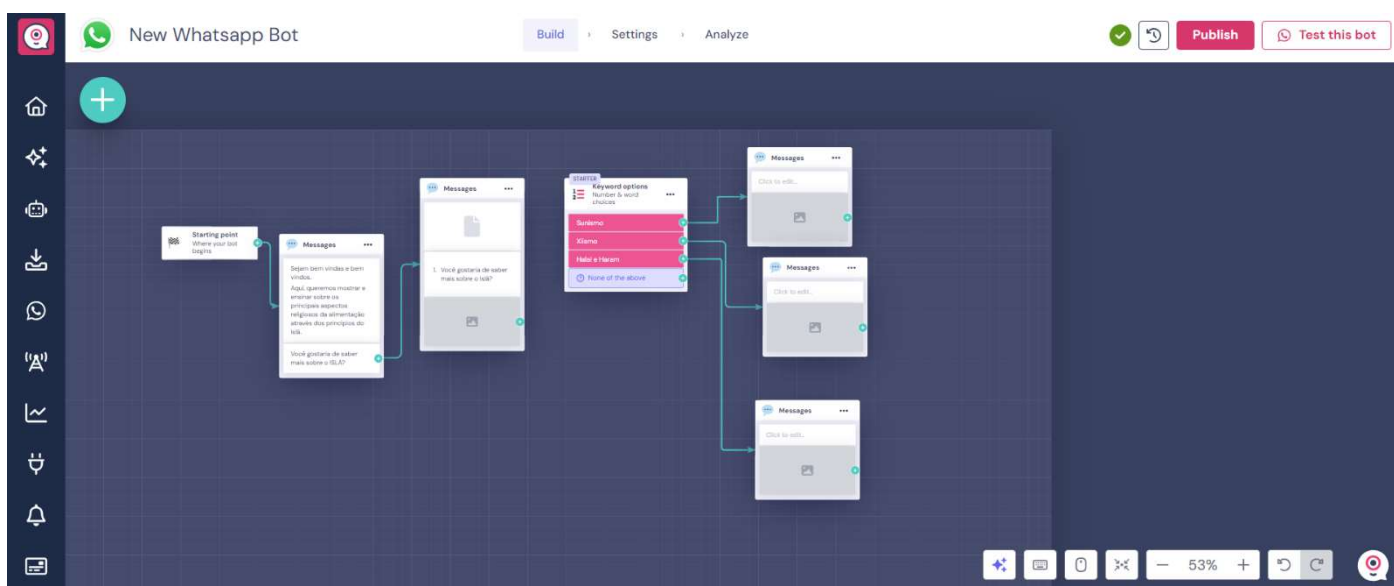 New Whatsapp Bot
Build
Settings
Analyze
Publish
Test this bot
Starting point
Where your bot
begins
Messages
Sejam bem vindas e bem
vindos.
Aqui, queremos mostrar e
ensinar sobre os
principais aspectos
religiosos da alimentação
através dos princípios do
Islã.
Você gostaria de saber
mais sobre o ISLÃ?
Messages
1. Você gostaria de saber
mais sobre o Islã?
STARTER
Keyword options
Number & word
choices
Sunismo
Xiismo
Halal e Haram
None of the above
Messages
Click to edit...
Messages
Click to edit...
Messages
Click to edit...
53%